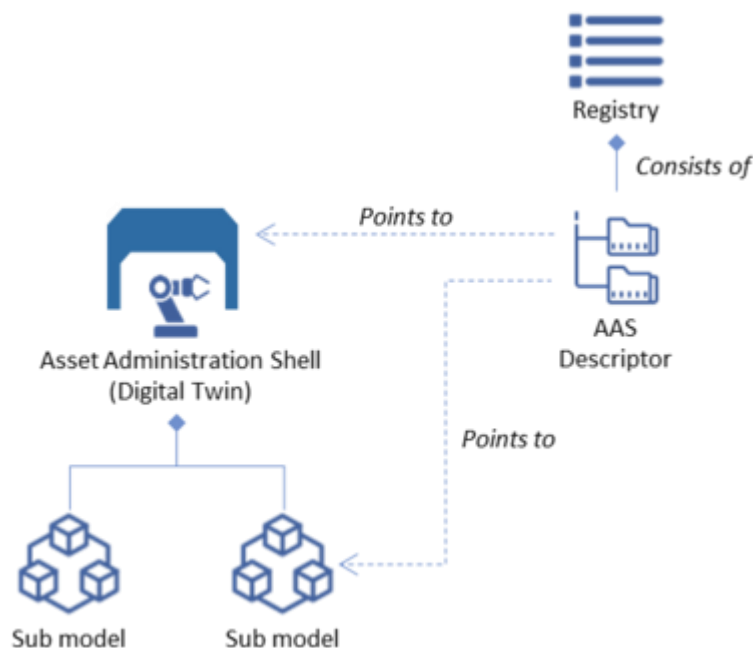 Registry
Consists of
Points to
AAS
Descriptor
Asset Administration Shell
(Digital Twin)
Points to
Sub model
Sub model